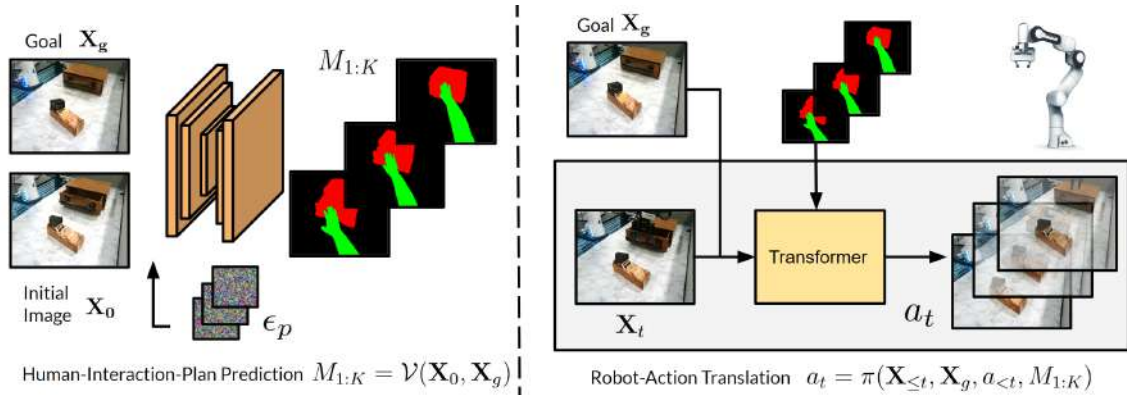 Goal X_g
M_{1:K}
Initial
Image X_0
ϵ_p
Human-Interaction-Plan Prediction M_{1:K} = 𝒱(X_0, X_g)
Goal X_g
Transformer
X_t
a_t
Robot-Action Translation a_t = π(X_{≤t}, X_g, a_{<t}, M_{1:K})